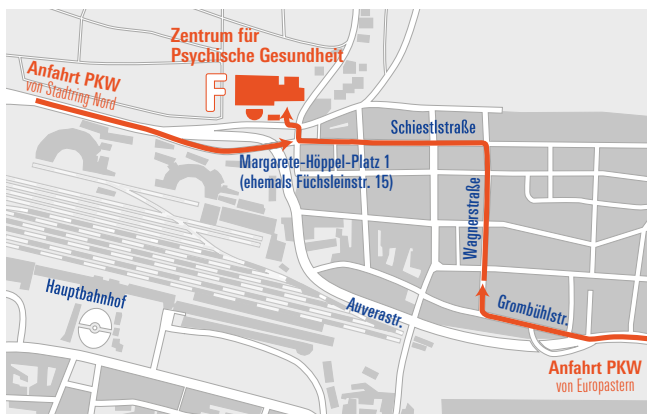 Zentrum für
Psychische Gesundheit
Anfahrt PKW
von Stadtring Nord
F
Schiestlstraße
Margarete-Höppel-Platz 1
(ehemals Füchsleinstr. 15)
Wagnerstraße
Hauptbahnhof
Auverastr.
Grombühlstr.
Anfahrt PKW
von Europastern